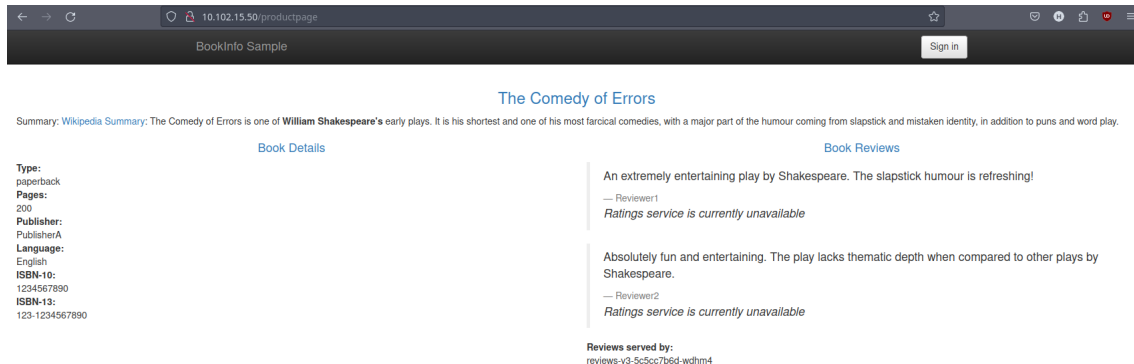 10.102.15.50/productpage
BookInfo Sample
Sign in
The Comedy of Errors
Summary: Wikipedia Summary: The Comedy of Errors is one of William Shakespeare's early plays. It is his shortest and one of his most farcical comedies, with a major part of the humour coming from slapstick and mistaken identity, in addition to puns and word play.
Book Details
Type:
paperback
Pages:
200
Publisher:
PublisherA
Language:
English
ISBN-10:
1234567890
ISBN-13:
123-1234567890
Book Reviews
An extremely entertaining play by Shakespeare. The slapstick humour is refreshing!
— Reviewer1
Ratings service is currently unavailable
Absolutely fun and entertaining. The play lacks thematic depth when compared to other plays by
Shakespeare.
— Reviewer2
Ratings service is currently unavailable
Reviews served by:
reviews-v3-5c5cc7b6d-wdhm4